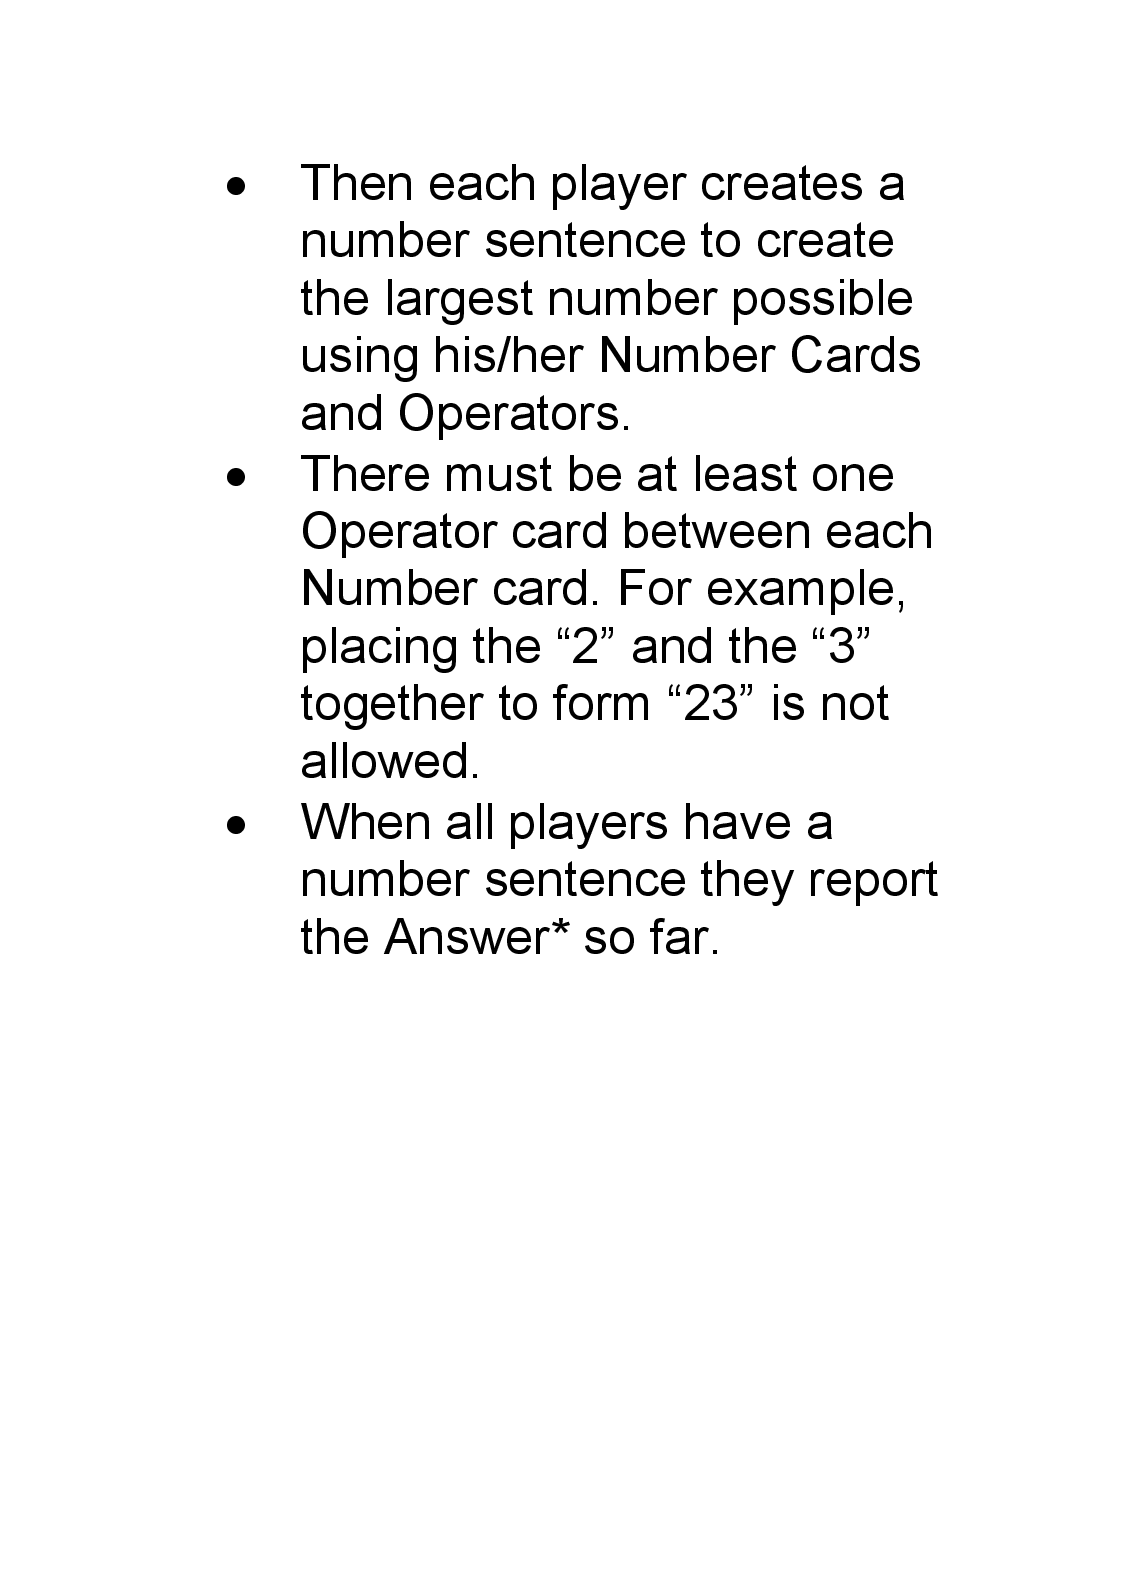 • Then each player creates a
number sentence to create
the largest number possible
using his/her Number Cards
and Operators.
• There must be at least one
Operator card between each
Number card. For example,
placing the “2” and the “3”
together to form “23” is not
allowed.
• When all players have a
number sentence they report
the Answer* so far.